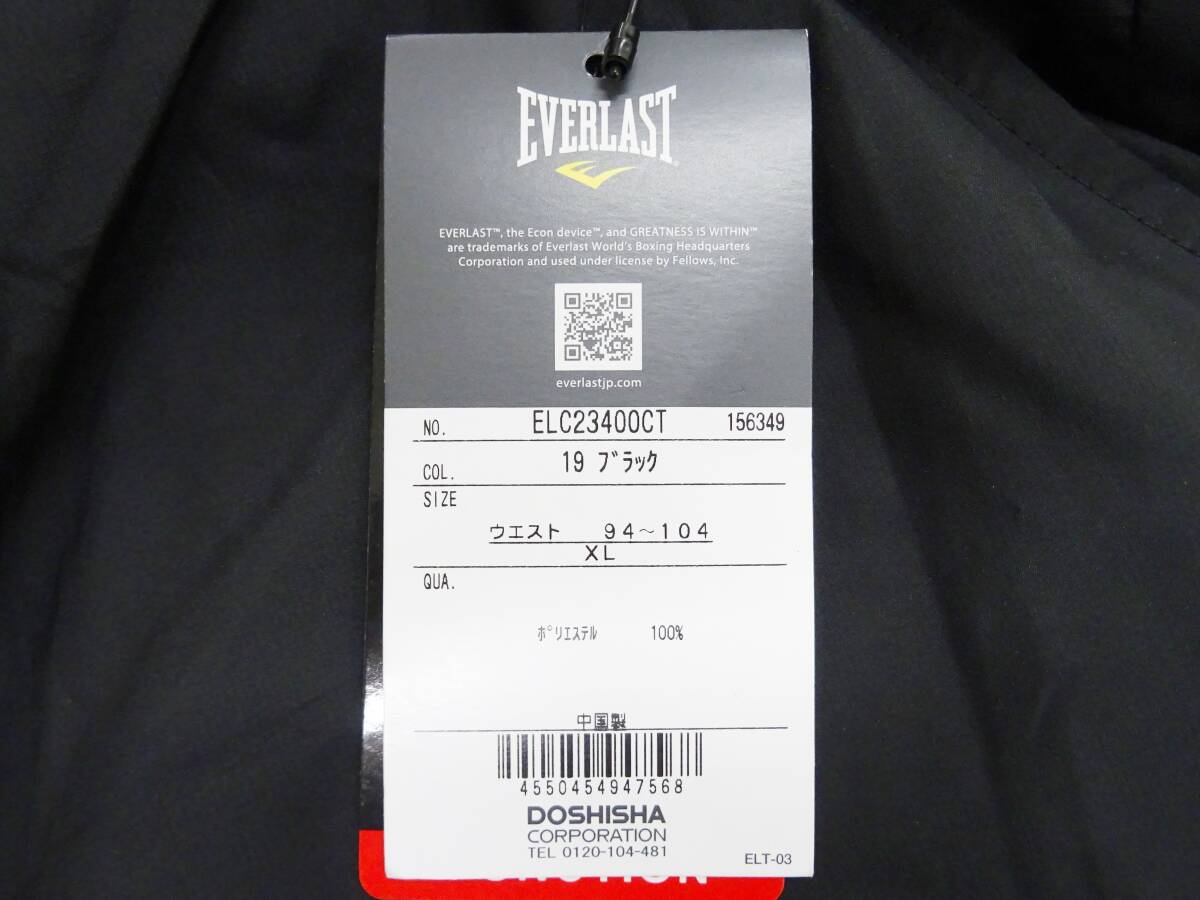 EVERLAST
EVERLAST™, the Econ device™, and GREATNESS IS WITHIN™
are trademarks of Everlast World's Boxing Headquarters
Corporation and used under license by Fellows, Inc.
everlastjp.com
NO. ELC23400CT 156349
COL. 19 ﾌﾞﾗｯｸ
SIZE
ウエスト 94～104
XL
QUA.
ﾎﾟﾘｴｽﾃﾙ 100%
中国製
4550454947568
DOSHISHA
CORPORATION
TEL 0120-104-481
ELT-03